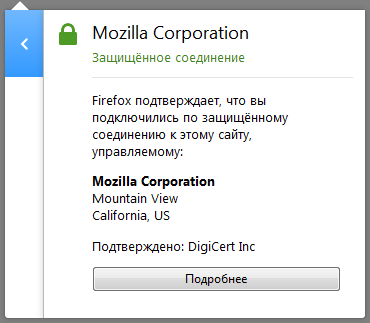 Mozilla Corporation
Защищённое соединение
Firefox подтверждает, что вы
подключились по защищённому
соединению к этому сайту,
управляемому:
Mozilla Corporation
Mountain View
California, US
Подтверждено: DigiCert Inc
Подробнее